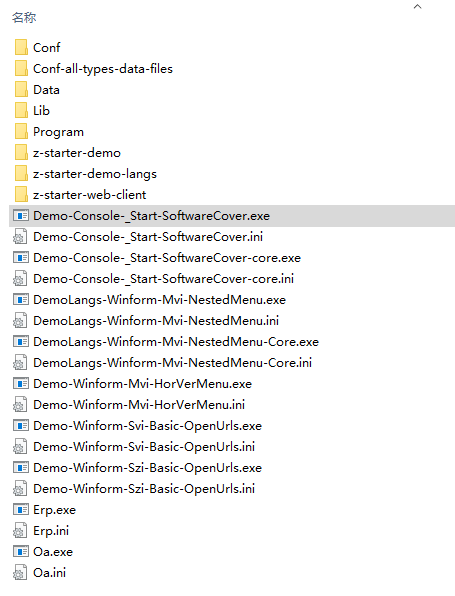 名称
Conf
Conf-all-types-data-files
Data
Lib
Program
z-starter-demo
z-starter-demo-langs
z-starter-web-client
Demo-Console-_Start-SoftwareCover.exe
Demo-Console-_Start-SoftwareCover.ini
Demo-Console-_Start-SoftwareCover-core.exe
Demo-Console-_Start-SoftwareCover-core.ini
DemoLangs-Winform-Mvi-NestedMenu.exe
DemoLangs-Winform-Mvi-NestedMenu.ini
DemoLangs-Winform-Mvi-NestedMenu-Core.exe
DemoLangs-Winform-Mvi-NestedMenu-Core.ini
Demo-Winform-Mvi-HorVerMenu.exe
Demo-Winform-Mvi-HorVerMenu.ini
Demo-Winform-Svi-Basic-OpenUrls.exe
Demo-Winform-Svi-Basic-OpenUrls.ini
Demo-Winform-Szi-Basic-OpenUrls.exe
Demo-Winform-Szi-Basic-OpenUrls.ini
Erp.exe
Erp.ini
Oa.exe
Oa.ini